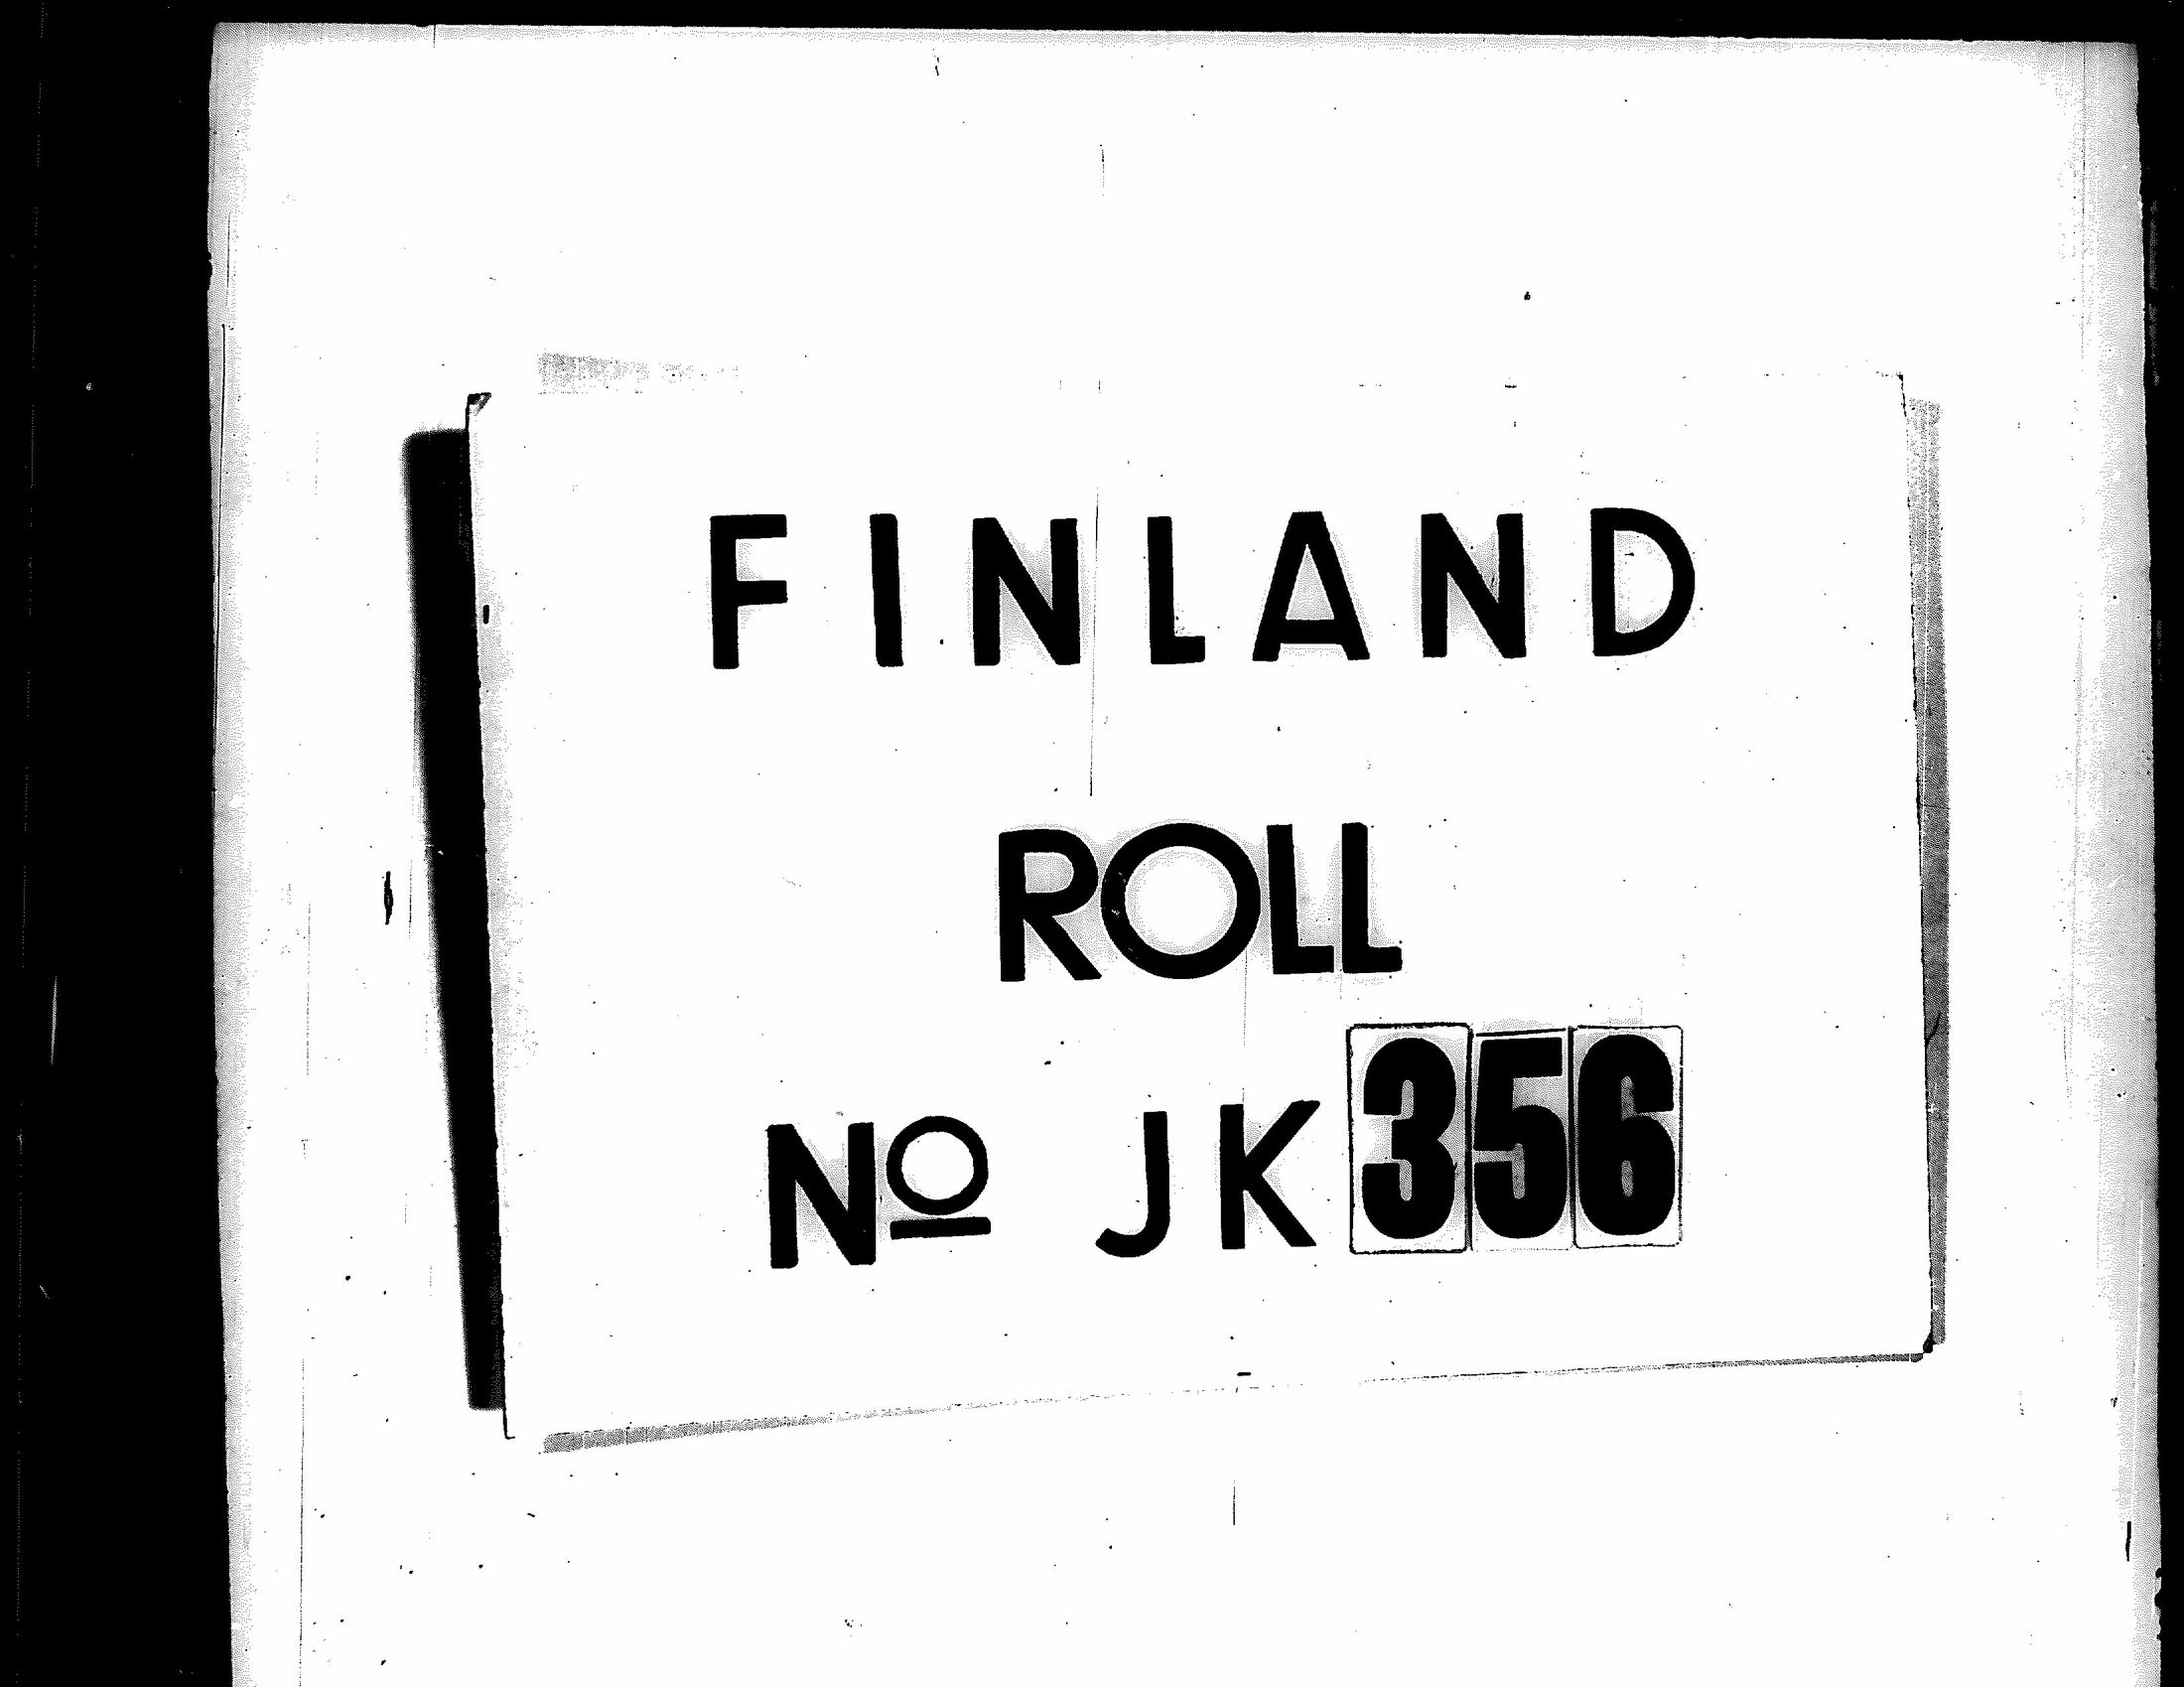 FINLAND
ROLL
Nº JK 356